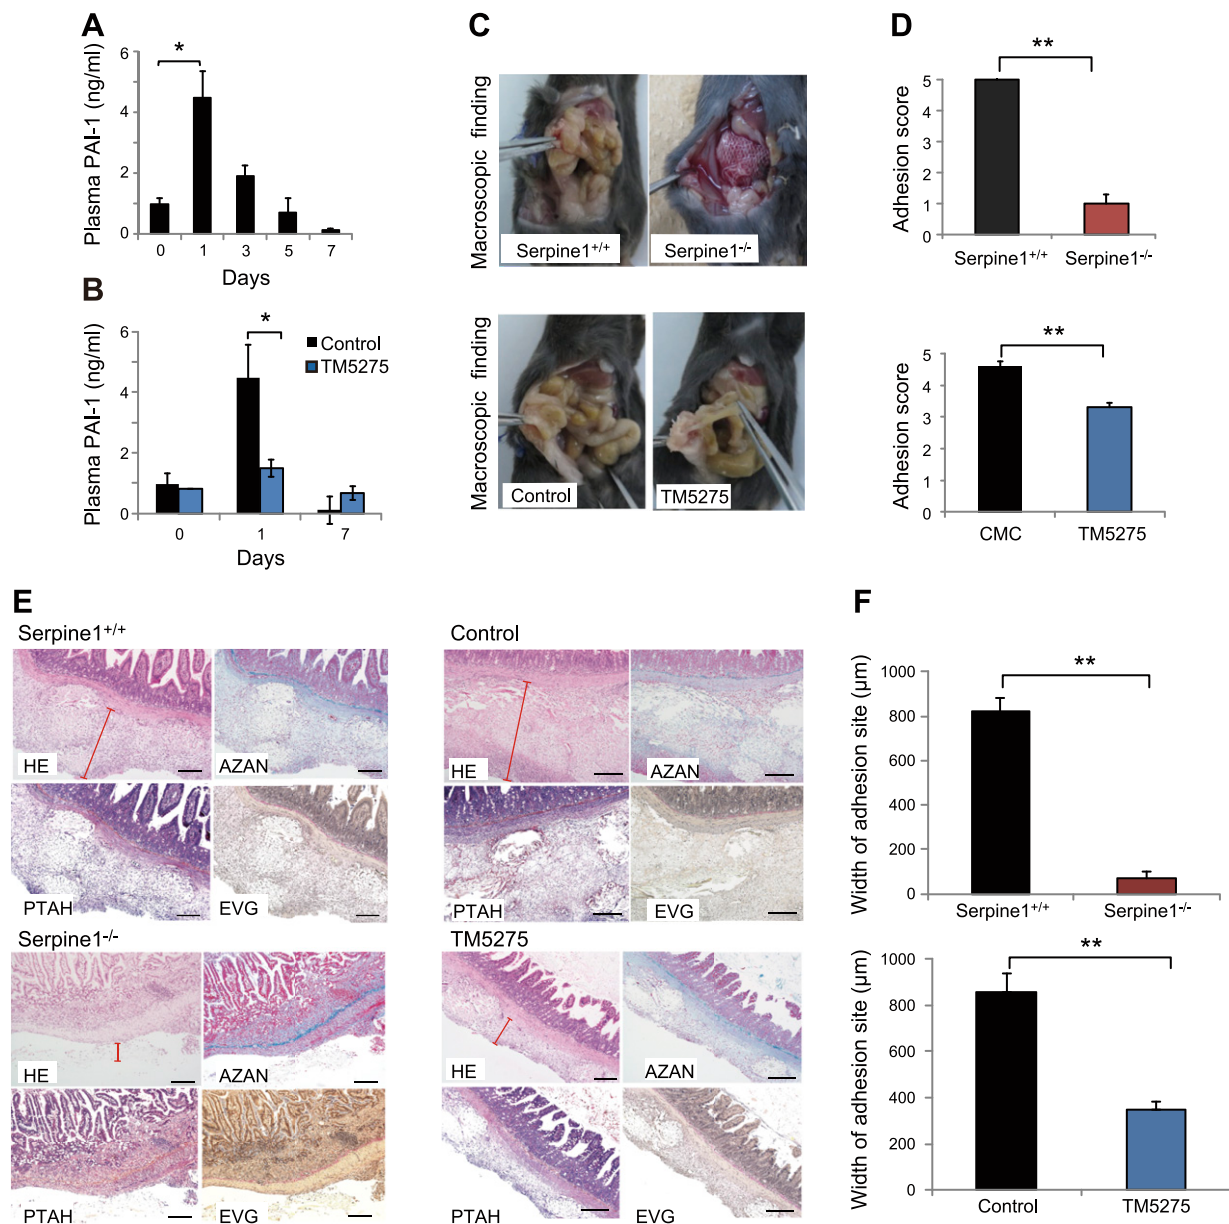 A
Plasma PAI-1 (ng/ml)
6
4
2
0
*
0 1 3 5 7
Days
B
Plasma PAI-1 (ng/ml)
6
4
2
0
*
Control
TM5275
0 1 7
Days
C
Macroscopic finding
Serpine1+/+
Serpine1-/-
Macroscopic finding
Control
TM5275
D
Adhesion score
5
4
3
2
1
0
**
Serpine1+/+ Serpine1-/-
Adhesion score
5
4
3
2
1
0
**
CMC TM5275
E
Serpine1+/+
HE
AZAN
PTAH
EVG
Serpine1-/-
HE
AZAN
PTAH
EVG
Control
HE
AZAN
PTAH
EVG
TM5275
HE
AZAN
PTAH
EVG
F
Width of adhesion site (μm)
1000
800
600
400
200
0
**
Serpine1+/+ Serpine1-/-
Width of adhesion site (μm)
1000
800
600
400
200
0
**
Control TM5275